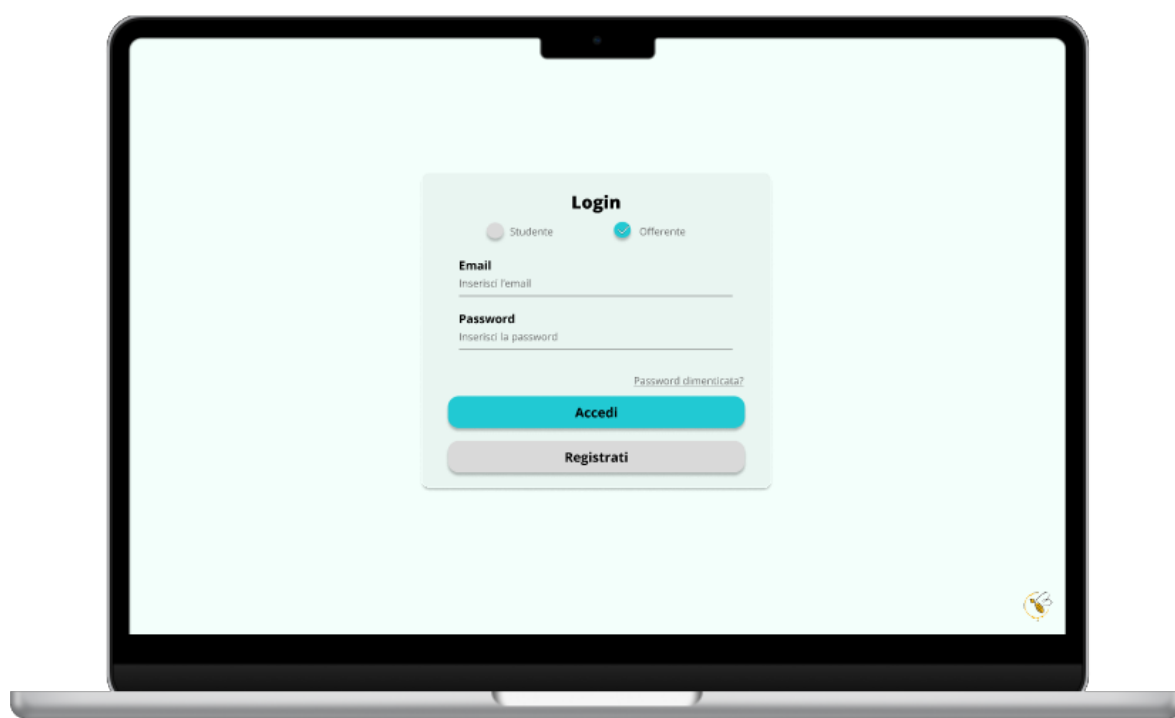 Login
Studente Offerente
Email
Inserisci l'email
Password
Inserisci la password
Password dimenticata?
Accedi
Registrati